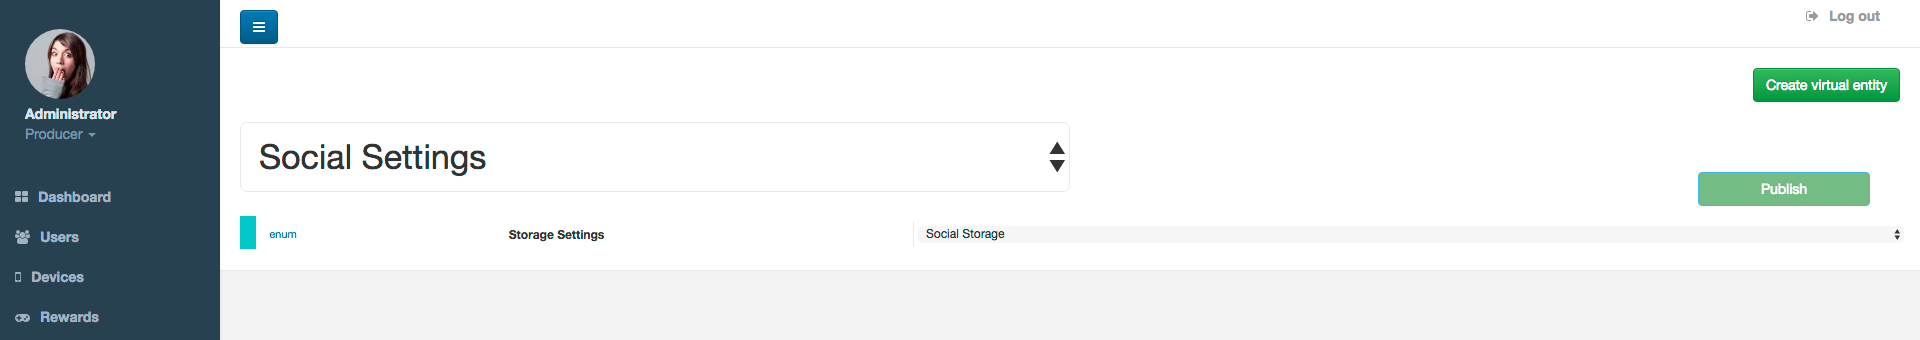 Log out
Administrator
Producer
Create virtual entity
Social Settings
Publish
Dashboard
Users
enum Storage Settings Social Storage
Devices
Rewards